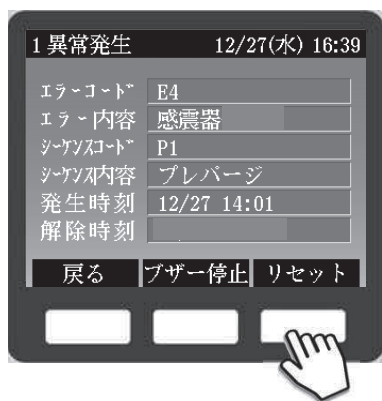 1 異常発生 12/27(水) 16:39
ｴﾗｰｺｰﾄﾞ E4
エラー内容 感震器
ｼｰｹﾝｽｺｰﾄﾞ P1
ｼｰｹﾝｽ内容 プレパージ
発生時刻 12/27 14:01
解除時刻
戻る ブザー停止 リセット